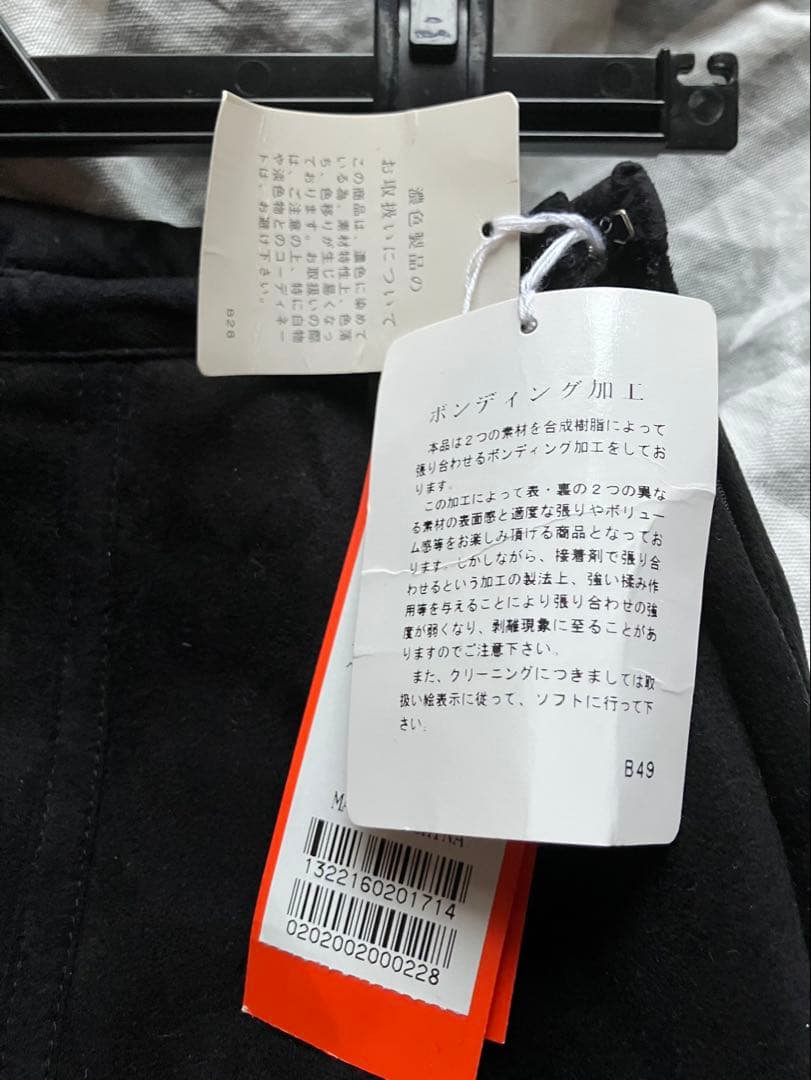 濃色製品の
お取扱いについて
この商品は、濃色に染めて
いる為、素材特性上、色落
ち、色移りが生じ易くなっ
ております。お取扱いの際
は、ご注意の上、特に白物
や淡色物とのコーディネー
トは、お避け下さい。
B28
ボンディング加工
本品は2つの素材を合成樹脂によって
張り合わせるボンディング加工をしてお
ります。
この加工によって表・裏の2つの異な
る素材の表面感と適度な張りやボリュー
ム感等をお楽しみ頂ける商品となってお
ります。しかしながら、接着剤で張り合
わせるという加工の製法上、強い揉み作
用等を与えることにより張り合わせの強
度が弱くなり、剥離現象に至ることがあ
りますのでご注意下さい。
また、クリーニングにつきましては取
扱い絵表示に従って、ソフトに行って下
さい。
B49
1322160201714
0202002000228